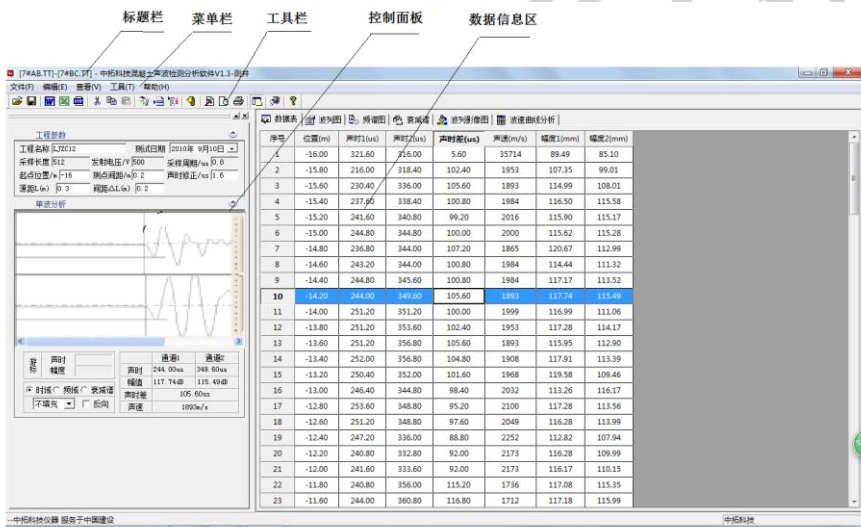 标题栏 菜单栏 工具栏 控制面板 数据信息区
[7#AB.TT]-[7#BC.TT] - 中拓科技混凝土声波检测分析软件V1.3-测井
文件(F) 编辑(E) 查看(V) 工具(T) 帮助(H)
数据表 波列图 频谱图 衰减谱 波列影像图 波速曲线分析
工程参数
工程名称 LJZC12 测试日期 2010年 9月10日
采样长度 512 发射电压/V 500 采样周期/us 0.8
起点位置/m -16 测点间距/m 0.2 声时修正/us 1.6
源距L(m) 0.3 间距△L(m) 0.2
单波分析
游标 声时
幅度
通道1 通道2
声时 244.00us 349.60us
幅值 117.74dB 115.49dB
声时差 105.60us
声速 1893m/s
时域 频域 衰减谱
不填充 反向
序号 位置(m) 声时1(us) 声时2(us) 声时差(us) 声速(m/s) 幅度1(mm) 幅度2(mm)
1 -16.00 321.60 316.00 5.60 35714 89.49 85.10
2 -15.80 216.00 318.40 102.40 1953 107.35 99.01
3 -15.60 230.40 336.00 105.60 1893 114.99 108.01
4 -15.40 237.60 338.40 100.80 1984 116.50 115.58
5 -15.20 241.60 340.80 99.20 2016 115.90 115.17
6 -15.00 244.80 344.80 100.00 2000 115.62 115.28
7 -14.80 236.80 344.00 107.20 1865 120.67 112.99
8 -14.60 243.20 344.00 100.80 1984 114.44 111.32
9 -14.40 244.80 345.60 100.80 1984 117.17 113.52
10 -14.20 244.00 349.60 105.60 1893 117.74 115.49
11 -14.00 251.20 351.20 100.00 1999 116.99 111.06
12 -13.80 251.20 353.60 102.40 1953 117.28 114.17
13 -13.60 251.20 356.80 105.60 1893 115.95 112.90
14 -13.40 252.00 356.80 104.80 1908 117.91 113.39
15 -13.20 250.40 352.00 101.60 1968 119.58 109.46
16 -13.00 246.40 344.80 98.40 2032 113.26 116.17
17 -12.80 253.60 348.80 95.20 2100 117.28 113.56
18 -12.60 251.20 348.80 97.60 2049 116.28 113.99
19 -12.40 247.20 336.00 88.80 2252 112.82 107.94
20 -12.20 240.80 332.80 92.00 2173 116.28 109.99
21 -12.00 241.60 333.60 92.00 2173 116.17 110.15
22 -11.80 240.80 356.00 115.20 1736 117.08 115.35
23 -11.60 244.00 360.80 116.80 1712 117.18 115.99
--中拓科技仪器 服务于中国建设 中拓科技